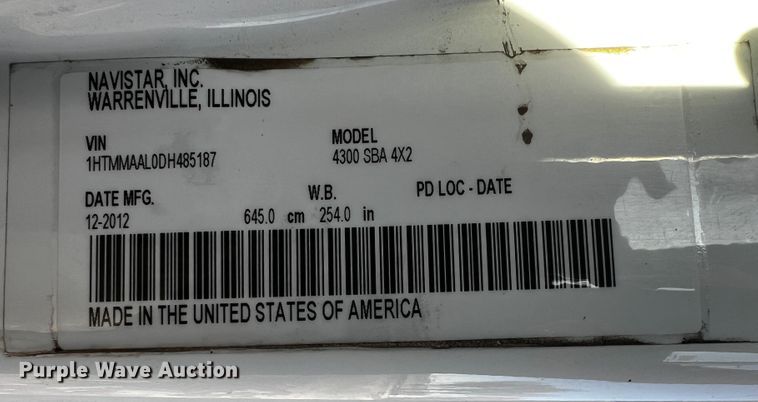 NAVISTAR, INC.
WARRENVILLE, ILLINOIS
VIN MODEL
1HTMMAAL0DH485187 4300 SBA 4X2
DATE MFG. W.B. PD LOC - DATE
12-2012 645.0 cm 254.0 in
MADE IN THE UNITED STATES OF AMERICA
Purple Wave Auction